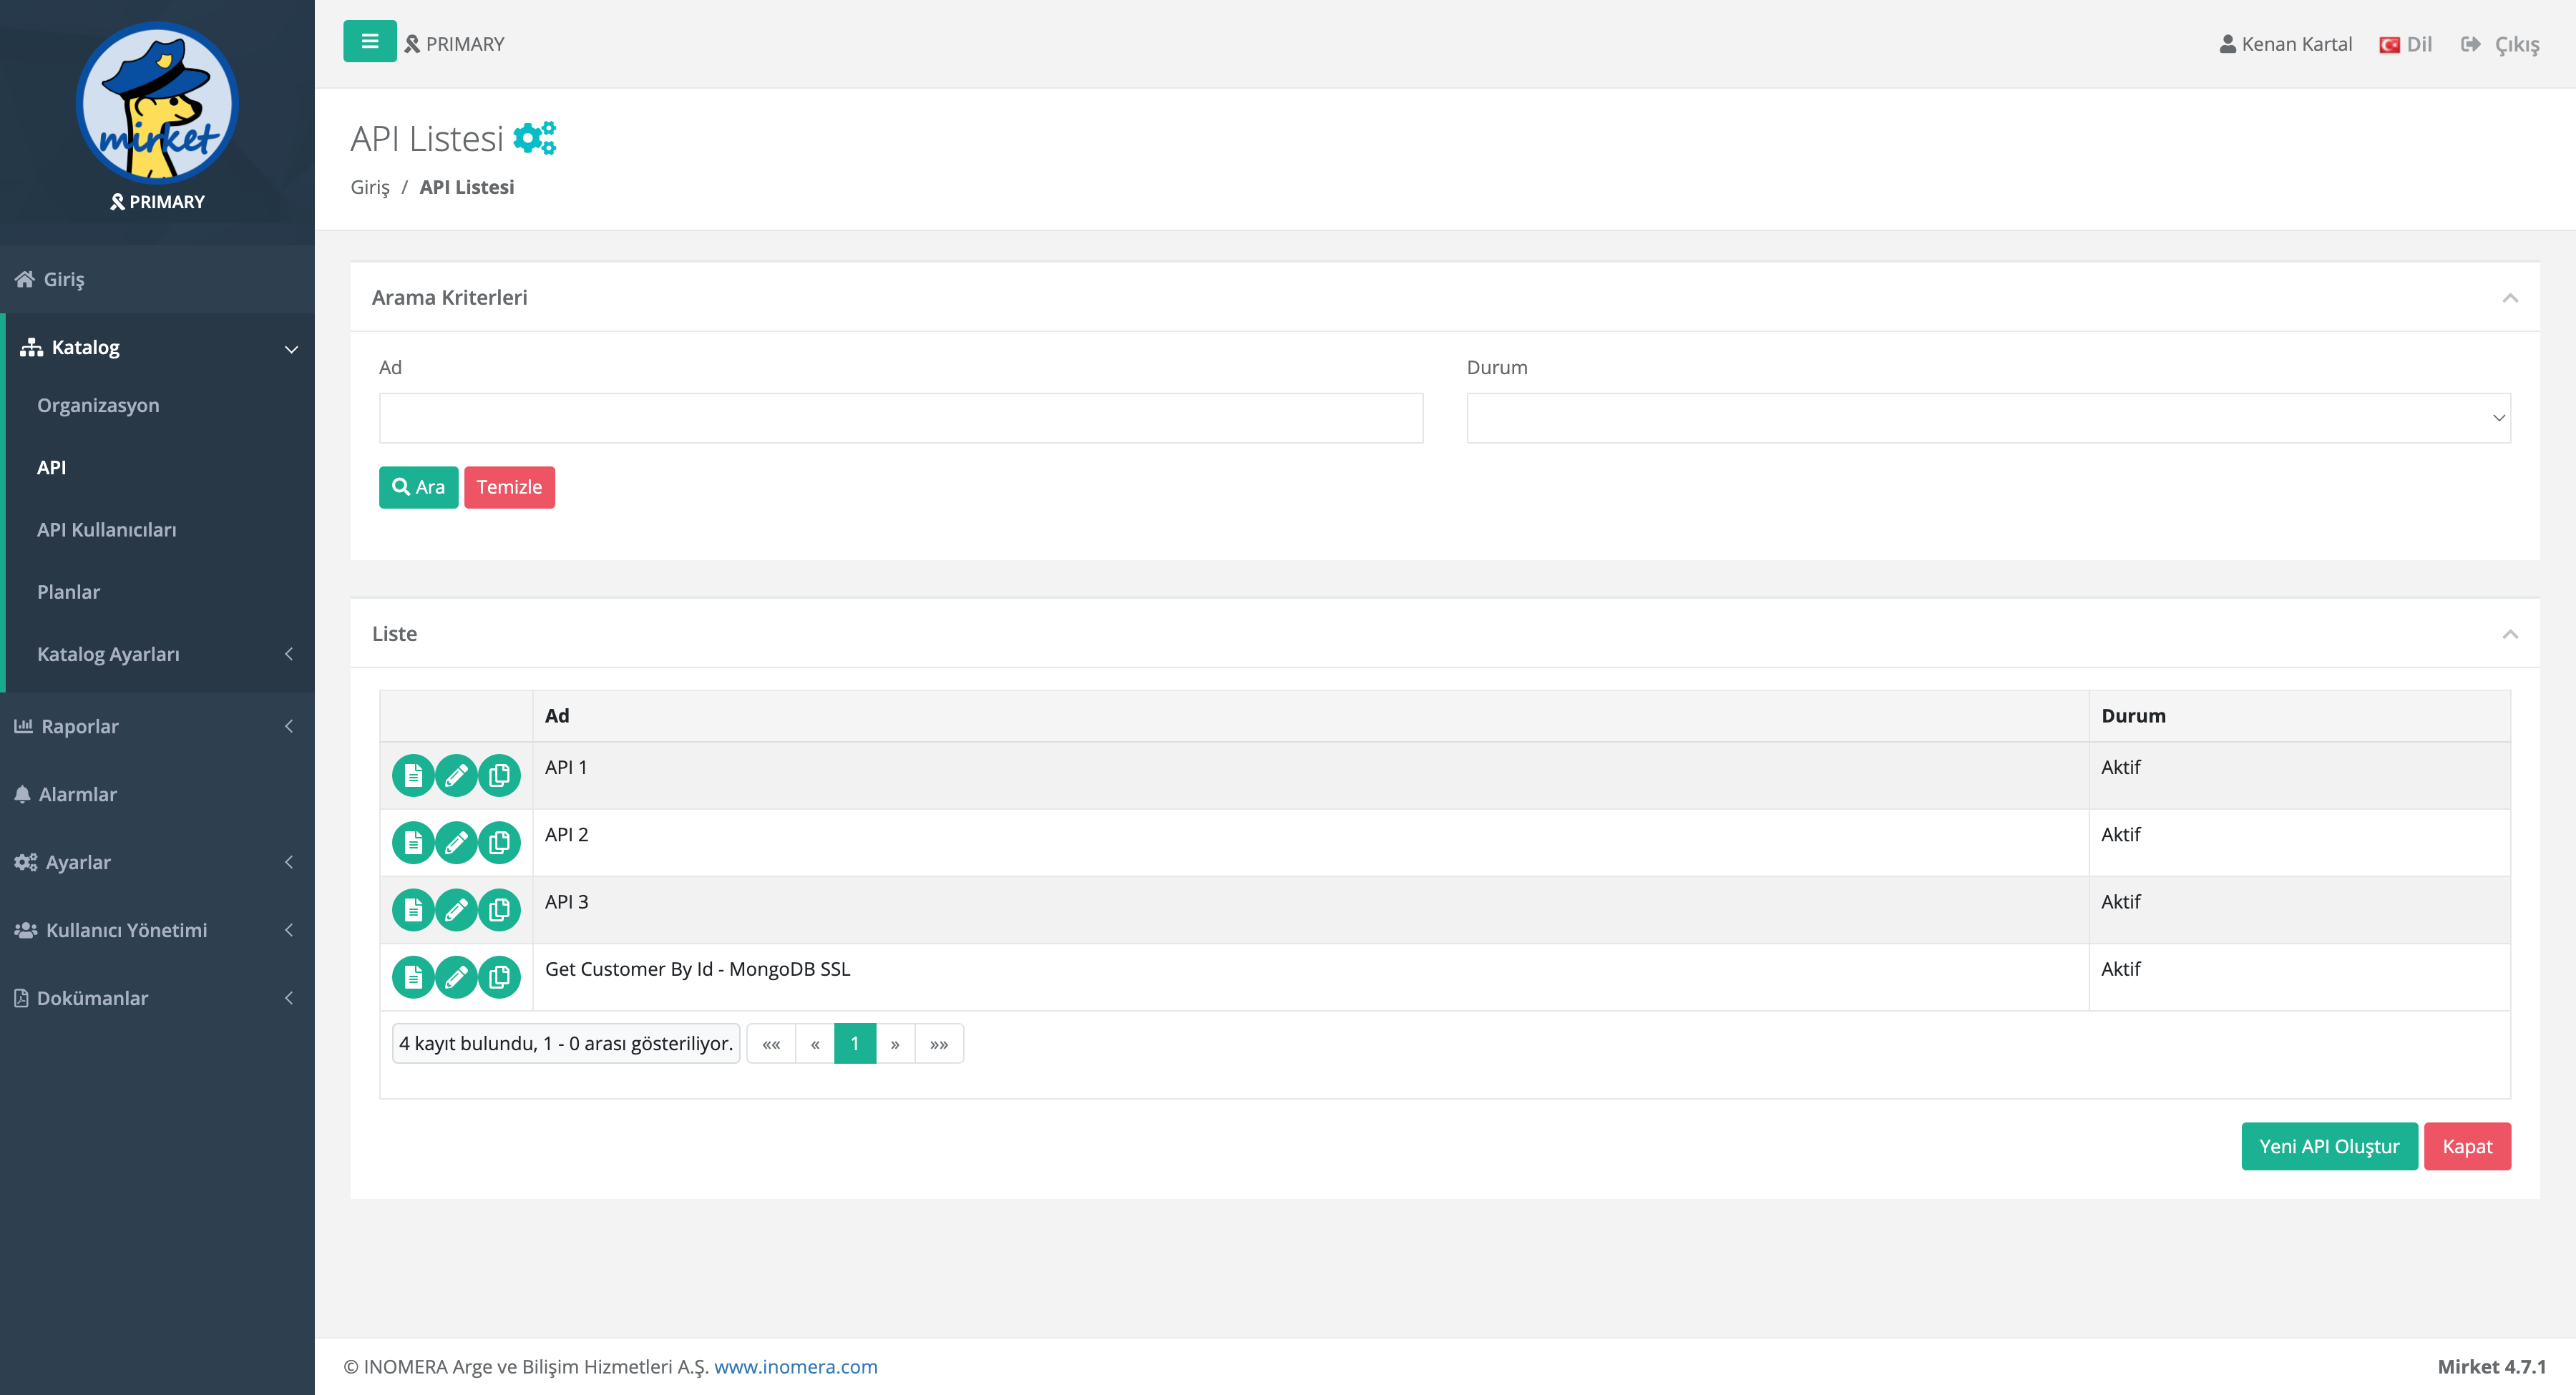 mirket
PRIMARY
Giriş
Katalog
Organizasyon
API
API Kullanıcıları
Planlar
Katalog Ayarları
Raporlar
Alarmlar
Ayarlar
Kullanıcı Yönetimi
Dokümanlar
PRIMARY
Kenan Kartal
Dil
Çıkış
API Listesi
Giriş / API Listesi
Arama Kriterleri
Ad
Durum
Ara
Temizle
Liste
Ad Durum
API 1 Aktif
API 2 Aktif
API 3 Aktif
Get Customer By Id - MongoDB SSL Aktif
4 kayıt bulundu, 1 - 0 arası gösteriliyor. «« « 1 » »»
Yeni API Oluştur
Kapat
© INOMERA Arge ve Bilişim Hizmetleri A.Ş. www.inomera.com
Mirket 4.7.1